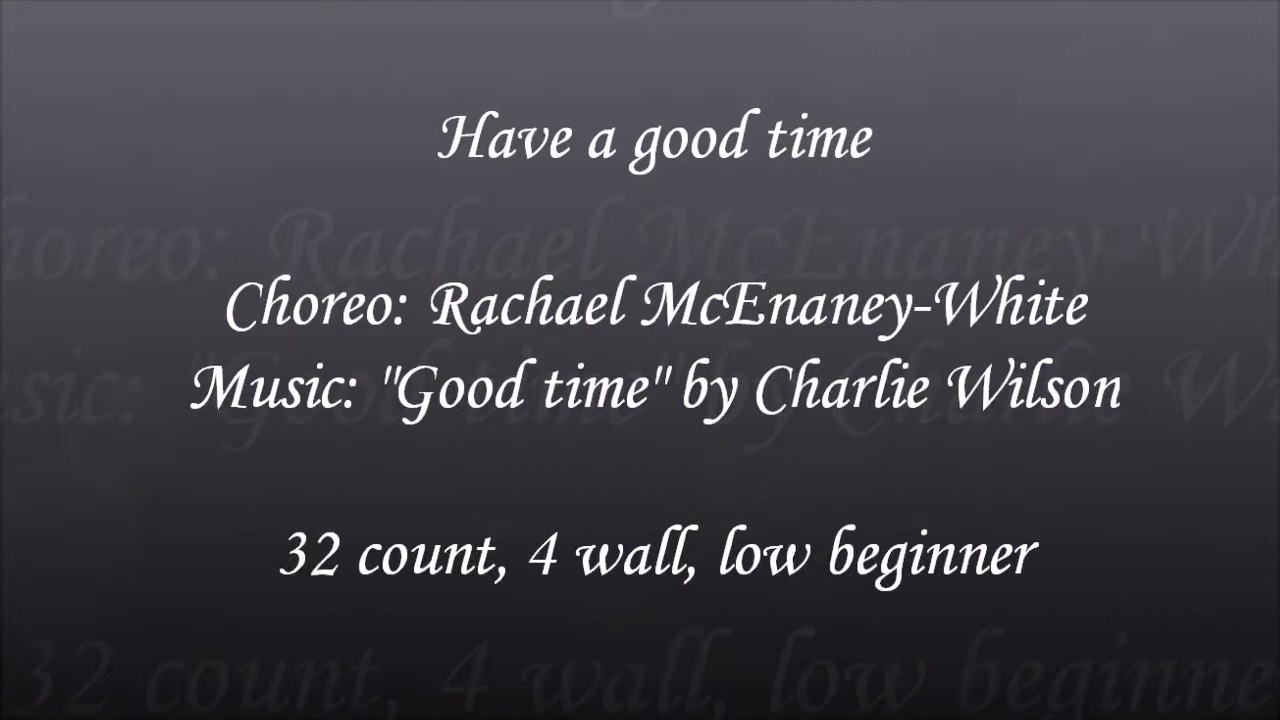 Have a good time
Choreo: Rachael McEnaney-White
Music: "Good time" by Charlie Wilson
32 count, 4 wall, low beginner